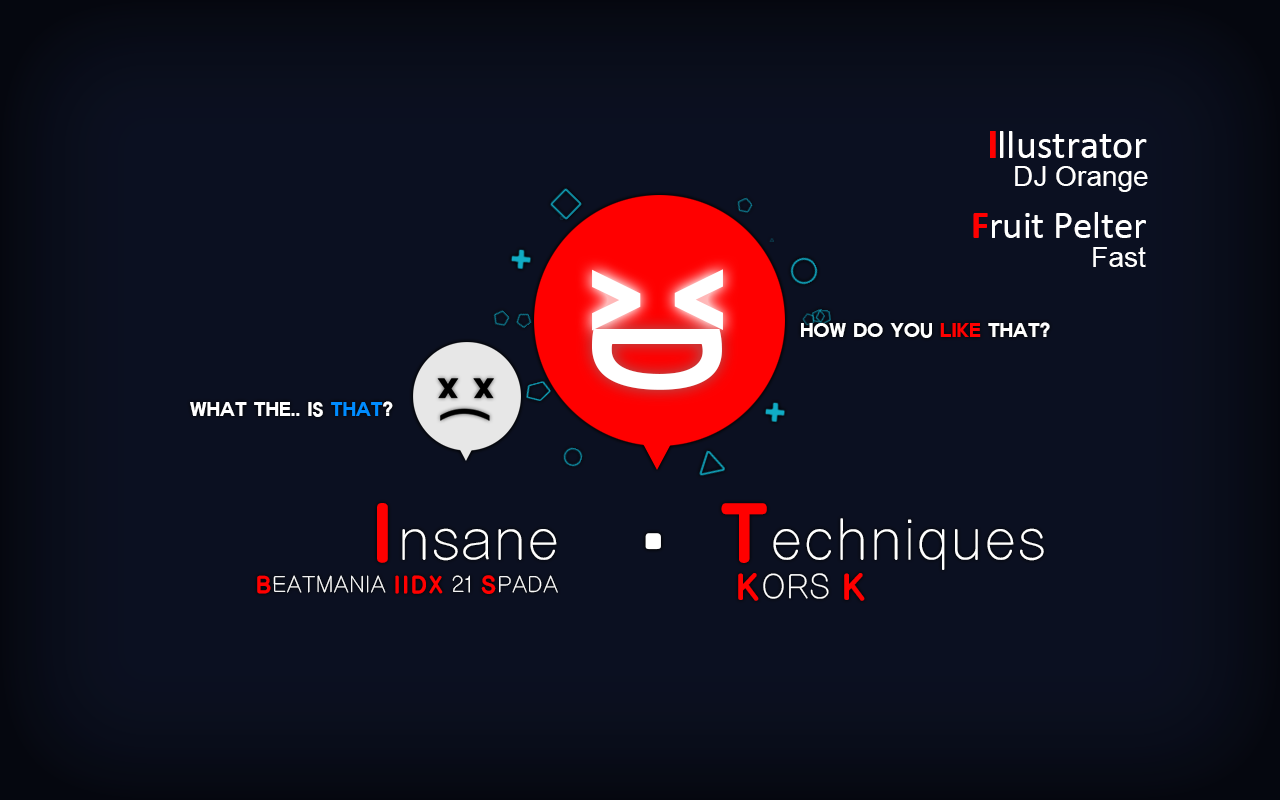 Illustrator
DJ Orange
Fruit Pelter
Fast
HOW DO YOU LIKE THAT?
WHAT THE.. IS THAT?
Insane ▪ Techniques
BEATMANIA IIDX 21 SPADA
KORS K